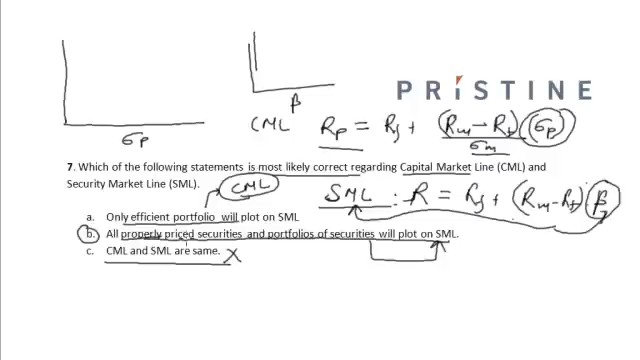 σp
β
PRiSTINE
CML Rp = Rf + (Rm − Rf) (σp)
σm
7. Which of the following statements is most likely correct regarding Capital Market Line (CML) and
Security Market Line (SML).
CML
SML : R = Rf + (Rm − Rf) β
a. Only efficient portfolio will plot on SML
b. All properly priced securities and portfolios of securities will plot on SML.
c. CML and SML are same. X